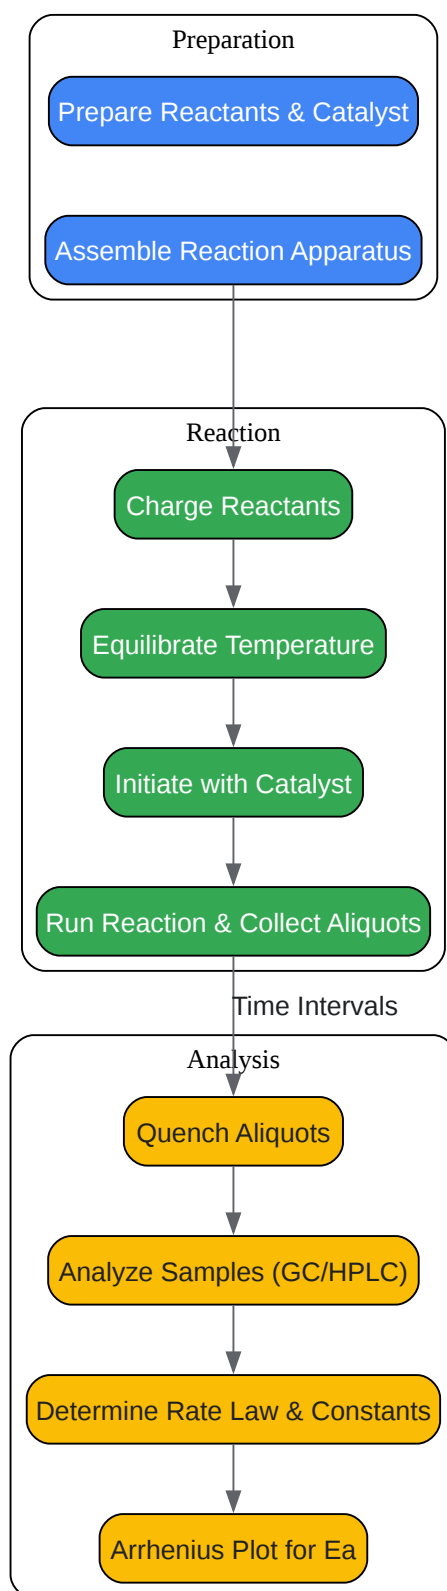 Preparation
Prepare Reactants & Catalyst
Assemble Reaction Apparatus
Reaction
Charge Reactants
Equilibrate Temperature
Initiate with Catalyst
Run Reaction & Collect Aliquots
Time Intervals
Analysis
Quench Aliquots
Analyze Samples (GC/HPLC)
Determine Rate Law & Constants
Arrhenius Plot for Ea